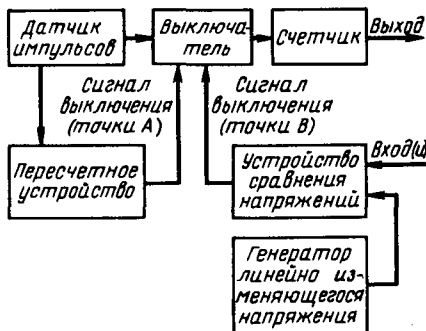 Датчик
импульсов
Выключа-
тель
Счетчик
Выход
Сигнал
выключения
(точки А)
Сигнал
выключения
(точки В)
Пересчетное
устройство
Устройство
сравнения
напряжений
Вход(U)
Генератор
линейно из-
меняющегося
напряжения